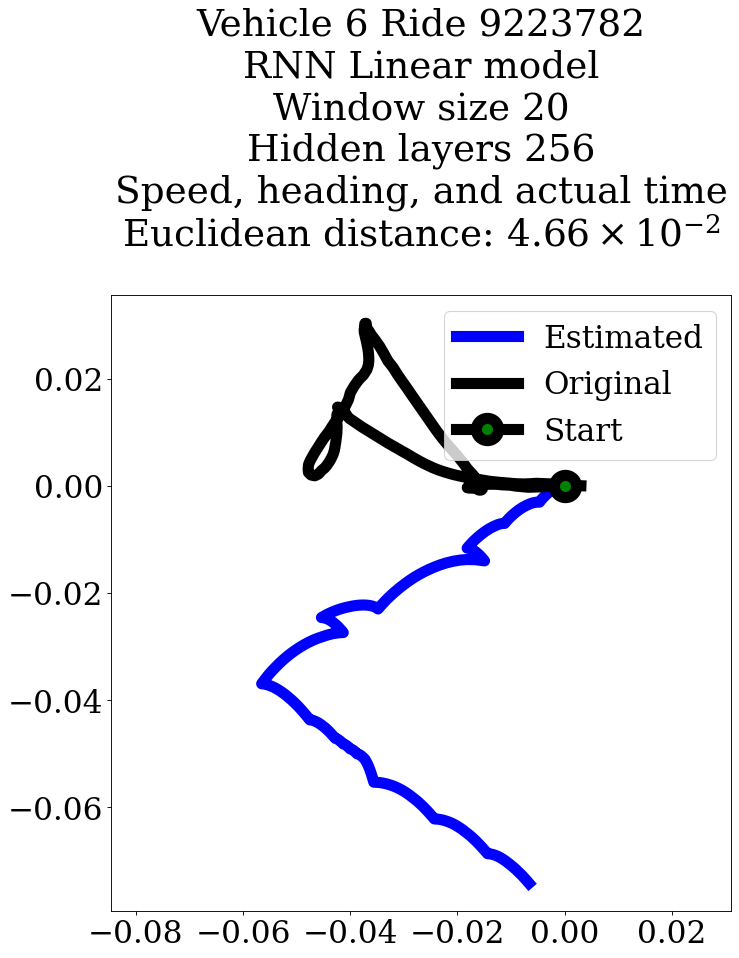 Vehicle 6 Ride 9223782
RNN Linear model
Window size 20
Hidden layers 256
Speed, heading, and actual time
Euclidean distance: 4.66 × 10⁻²
Estimated
Original
Start
0.02
0.00
−0.02
−0.04
−0.06
−0.08 −0.06 −0.04 −0.02 0.00 0.02